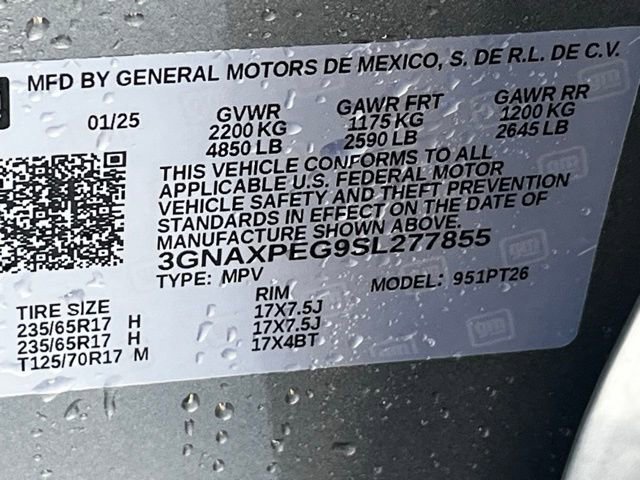 MFD BY GENERAL MOTORS DE MEXICO, S. DE R.L. DE C.V.
01/25 GVWR GAWR FRT GAWR RR
2200 KG 1175 KG 1200 KG
4850 LB 2590 LB 2645 LB
THIS VEHICLE CONFORMS TO ALL
APPLICABLE U.S. FEDERAL MOTOR
VEHICLE SAFETY AND THEFT PREVENTION
STANDARDS IN EFFECT ON THE DATE OF
MANUFACTURE SHOWN ABOVE.
3GNAXPEG9SL277855
TYPE: MPV MODEL: 951PT26
TIRE SIZE RIM
235/65R17 H 17X7.5J
235/65R17 H 17X7.5J
T125/70R17 M 17X4BT